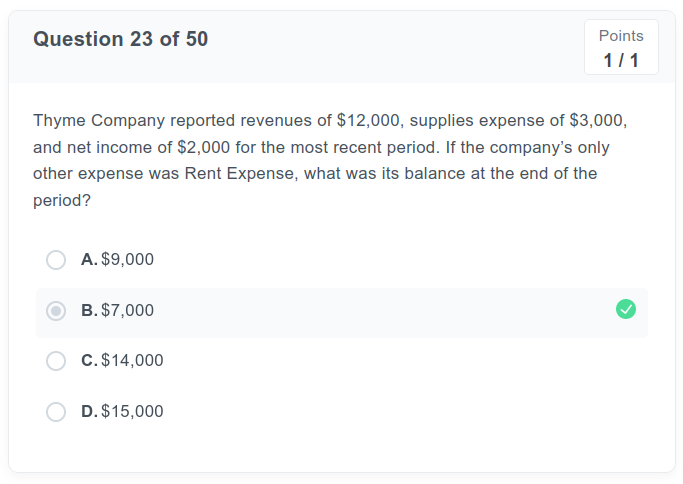 Question 23 of 50
Points
1 / 1
Thyme Company reported revenues of $12,000, supplies expense of $3,000,
and net income of $2,000 for the most recent period. If the company’s only
other expense was Rent Expense, what was its balance at the end of the
period?
A. $9,000
B. $7,000
C. $14,000
D. $15,000